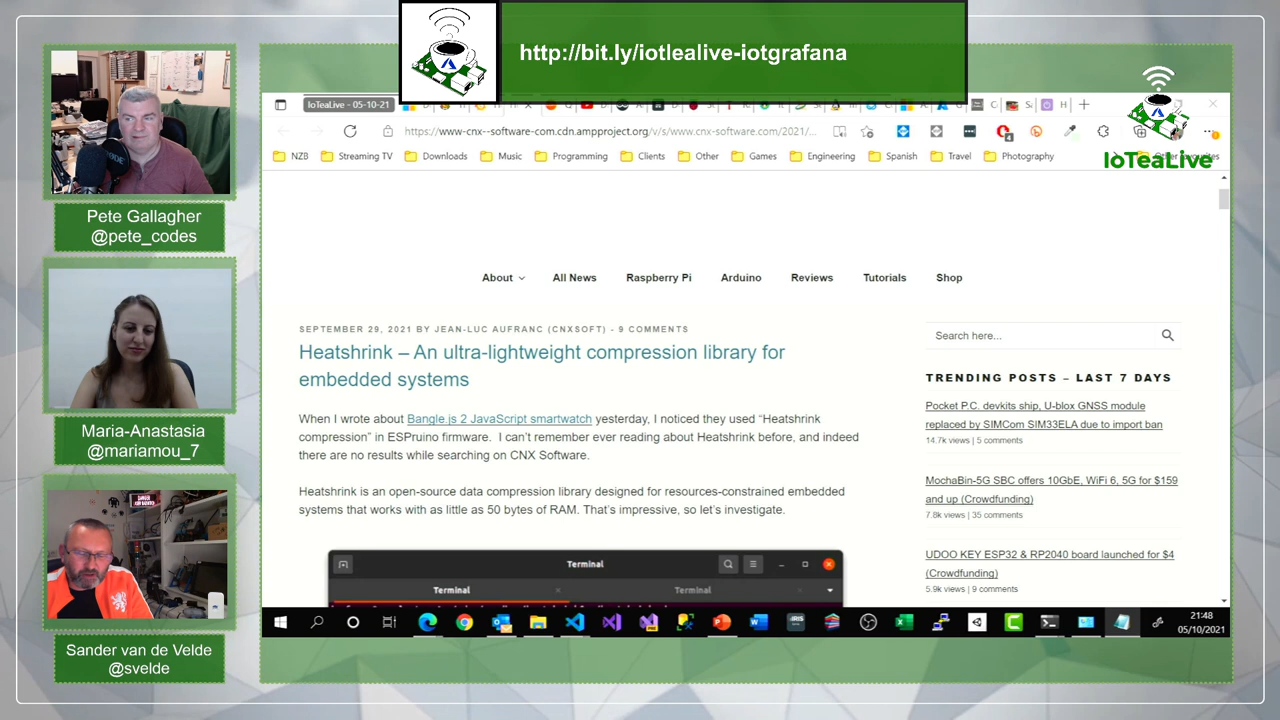 http://bit.ly/iotlealive-iotgrafana
IoTeaLive
Pete Gallagher
@pete_codes
Maria-Anastasia
@mariamou_7
Sander van de Velde
@svelde
IoTeaLive - 05-10-21
https://www-cnx--software-com.cdn.ampproject.org/v/s/www.cnx-software.com/2021/...
NZB
Streaming TV
Downloads
Music
Programming
Clients
Other
Games
Engineering
Spanish
Travel
Photography
About
All News
Raspberry Pi
Arduino
Reviews
Tutorials
Shop
SEPTEMBER 29, 2021 BY JEAN-LUC AUFRANC (CNXSOFT) - 9 COMMENTS
Heatshrink – An ultra-lightweight compression library for
embedded systems
When I wrote about Bangle.js 2 JavaScript smartwatch yesterday, I noticed they used “Heatshrink
compression” in ESPruino firmware. I can’t remember ever reading about Heatshrink before, and indeed
there are no results while searching on CNX Software.
Heatshrink is an open-source data compression library designed for resources-constrained embedded
systems that works with as little as 50 bytes of RAM. That’s impressive, so let’s investigate.
Terminal
Terminal
Terminal
Search here...
TRENDING POSTS – LAST 7 DAYS
Pocket P.C. devkits ship, U-blox GNSS module
replaced by SIMCom SIM33ELA due to import ban
14.7k views | 5 comments
MochaBin-5G SBC offers 10GbE, WiFi 6, 5G for $159
and up (Crowdfunding)
7.8k views | 35 comments
UDOO KEY ESP32 & RP2040 board launched for $4
(Crowdfunding)
5.9k views | 9 comments
21:48
05/10/2021